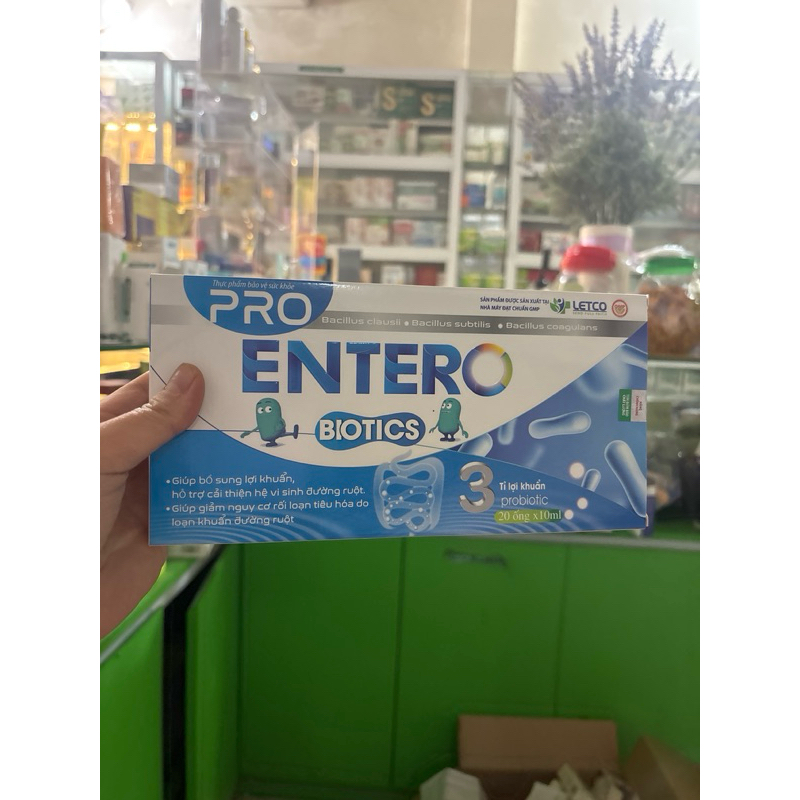 Thực phẩm bảo vệ sức khỏe
PRO
SẢN PHẨM ĐƯỢC SẢN XUẤT TẠI
NHÀ MÁY ĐẠT CHUẨN GMP
LETCO
Bacillus clausii • Bacillus subtilis • Bacillus coagulans
ENTERO
BIOTICS
• Giúp bổ sung lợi khuẩn,
hỗ trợ cải thiện hệ vi sinh đường ruột.
• Giúp giảm nguy cơ rối loạn tiêu hóa do
loạn khuẩn đường ruột
3 Tỉ lợi khuẩn
probiotic
20 ống x10ml